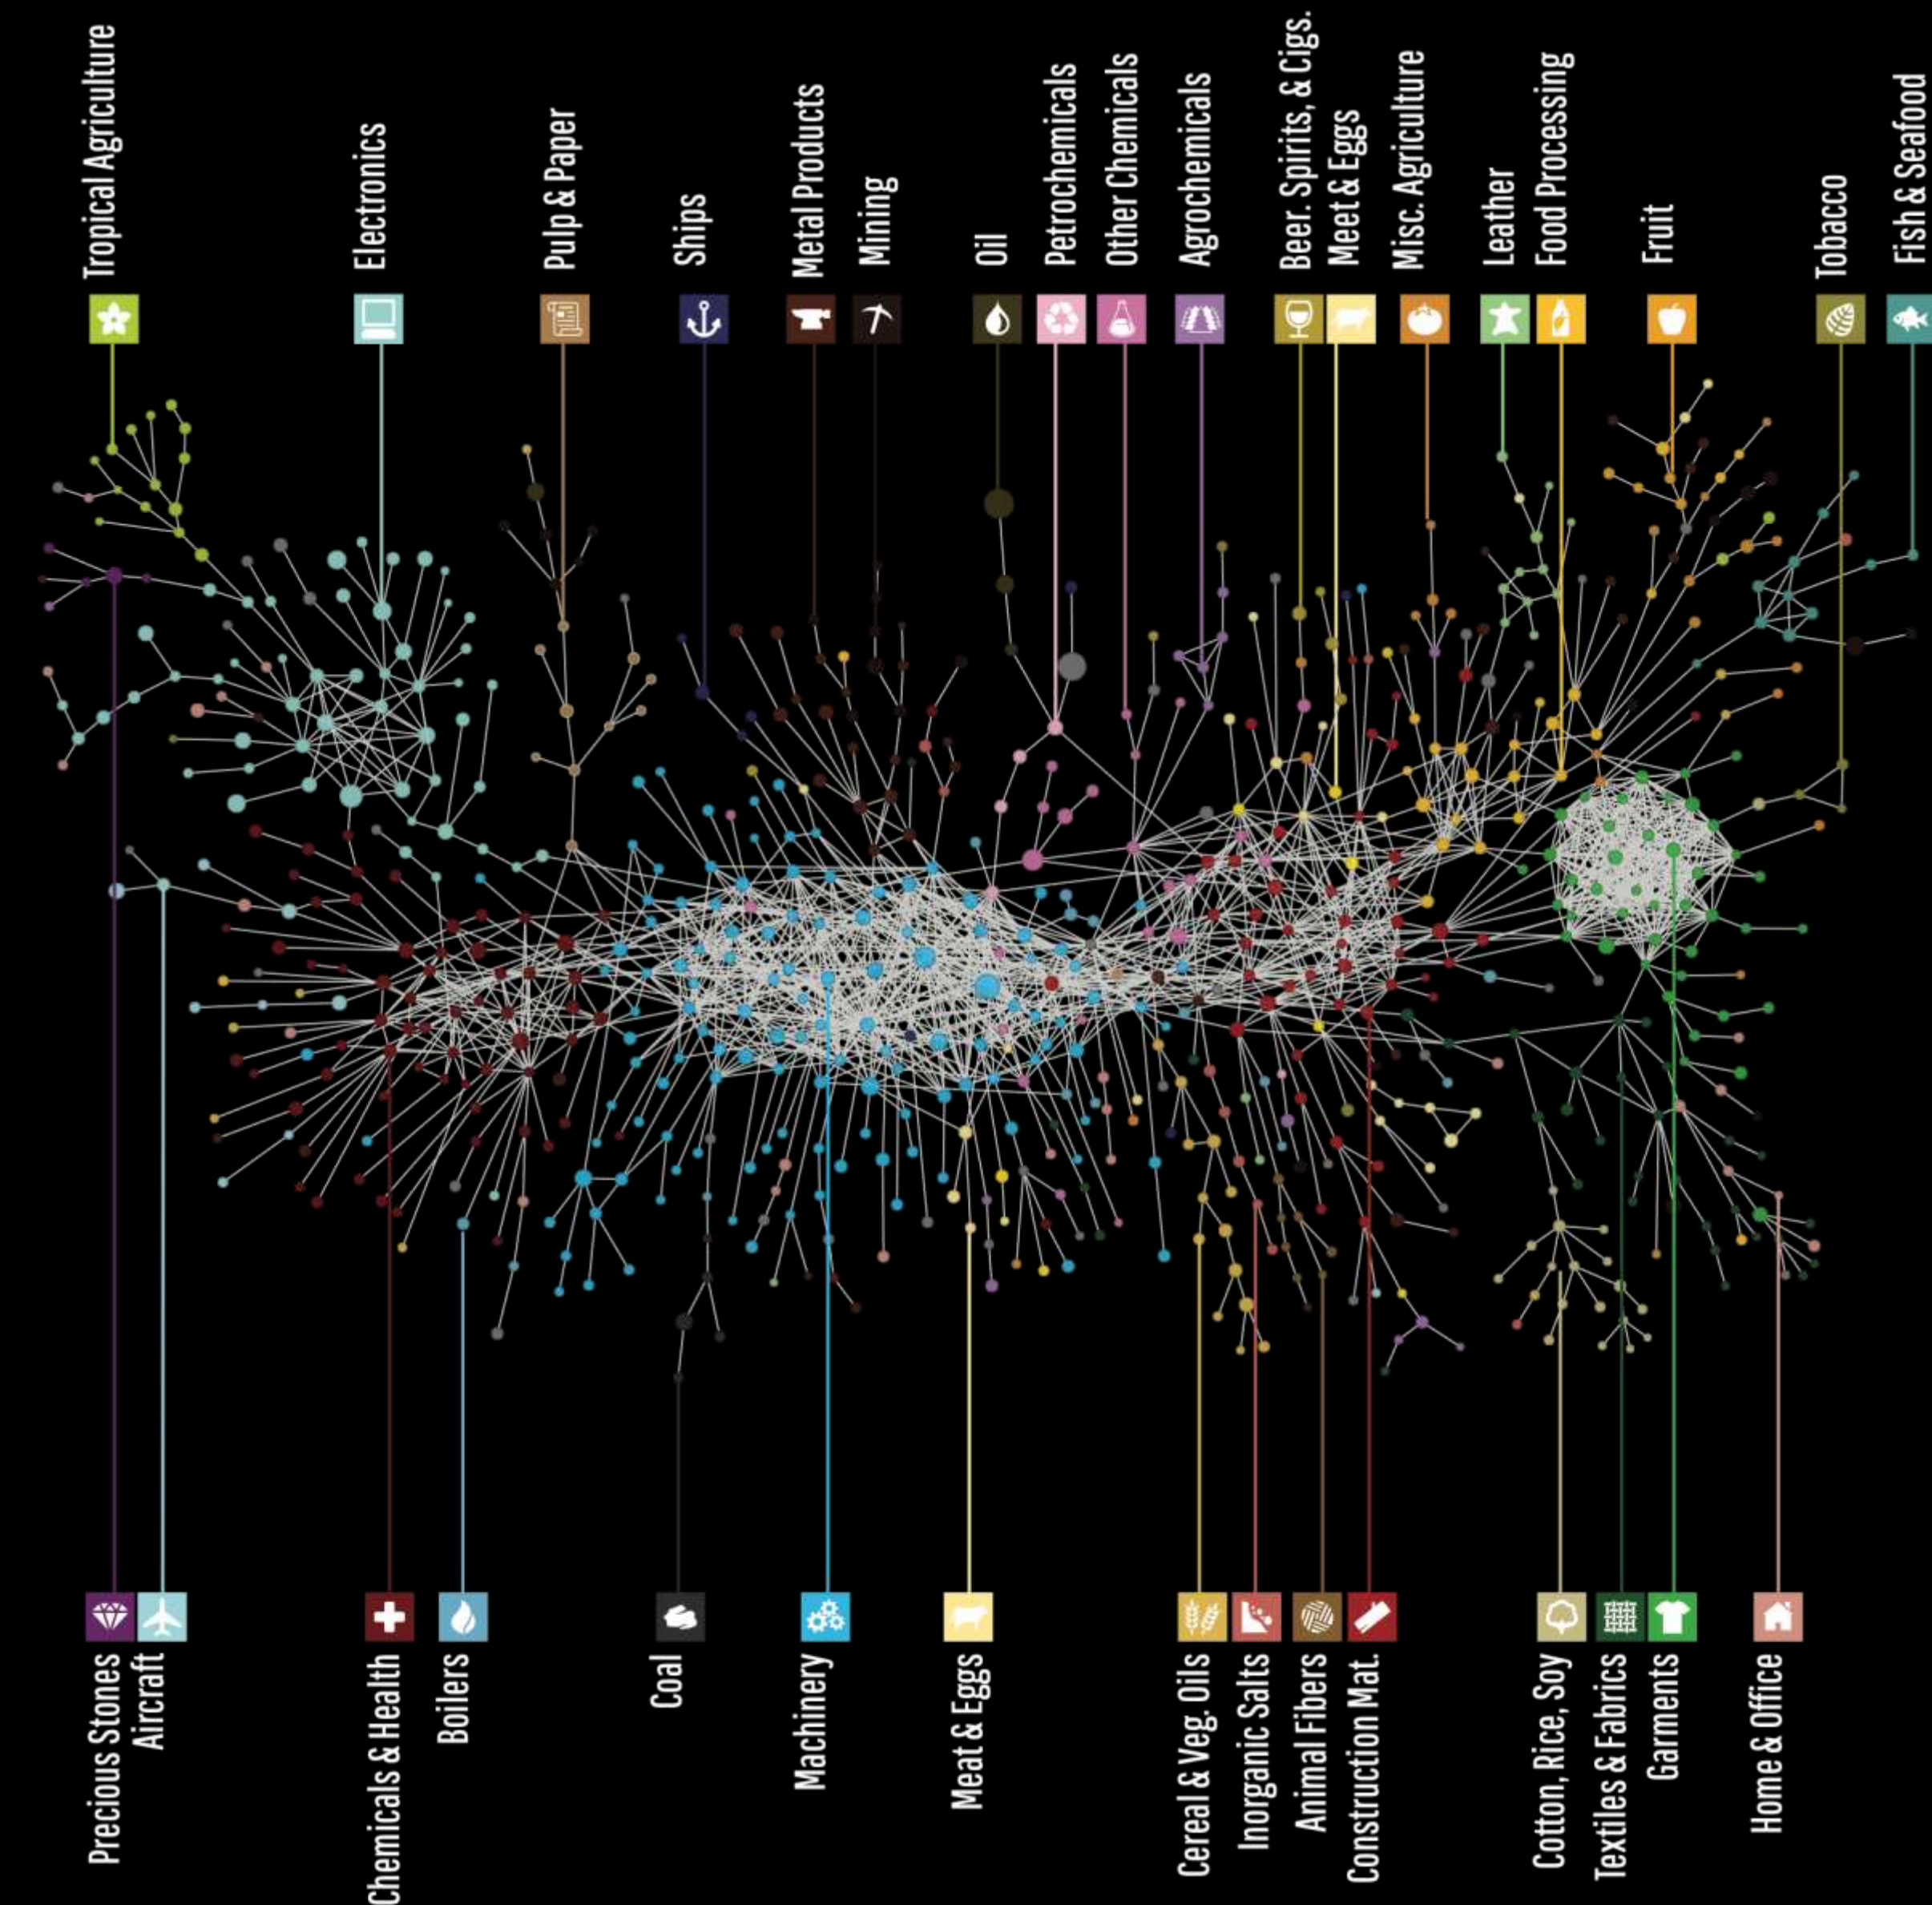 Tropical Agriculture
Electronics
Pulp & Paper
Ships
Metal Products
Mining
Oil
Petrochemicals
Other Chemicals
Agrochemicals
Beer. Spirits, & Cigs.
Meet & Eggs
Misc. Agriculture
Leather
Food Processing
Fruit
Tobacco
Fish & Seafood
Precious Stones
Aircraft
Chemicals & Health
Boilers
Coal
Machinery
Meat & Eggs
Cereal & Veg. Oils
Inorganic Salts
Animal Fibers
Construction Mat.
Cotton, Rice, Soy
Textiles & Fabrics
Garments
Home & Office